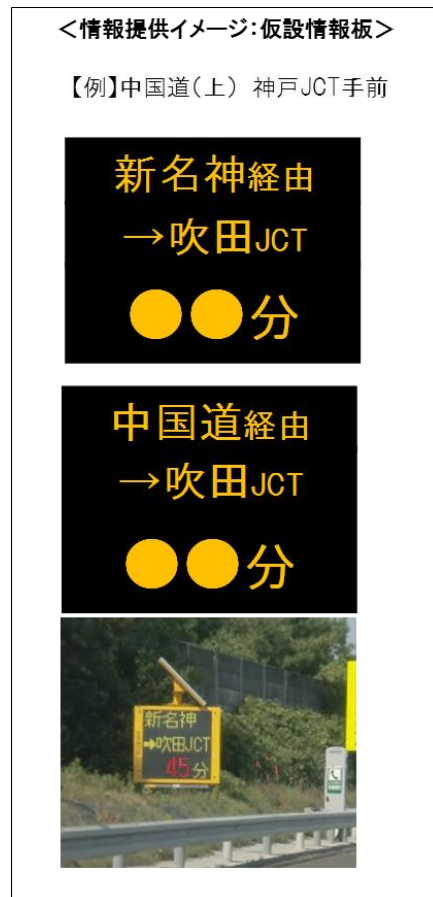 ＜情報提供イメージ：仮設情報板＞
【例】中国道（上） 神戸JCT手前
新名神経由
→吹田JCT
●●分
中国道経由
→吹田JCT
●●分
新名神
➡吹田JCT
45分